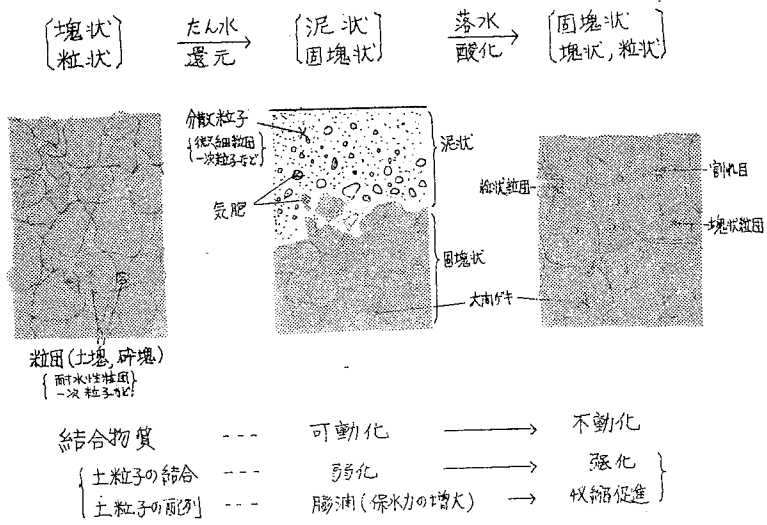 塊状 たん水 泥状 落水 固塊状
粒状 還元 固塊状 酸化 塊状, 粒状
分散粒子
微細粒団
一次粒子など
気胞
泥状
固塊状
大間ゲキ
粒状粒団
割れ目
塊状粒団
粒団(土塊, 砕塊)
耐水性粒団
一次粒子など
結合物質 --- 可動化 → 不動化
土粒子の結合 --- 弱化 → 強化
土粒子の配列 --- 膨潤(保水力の増大) → 収縮促進